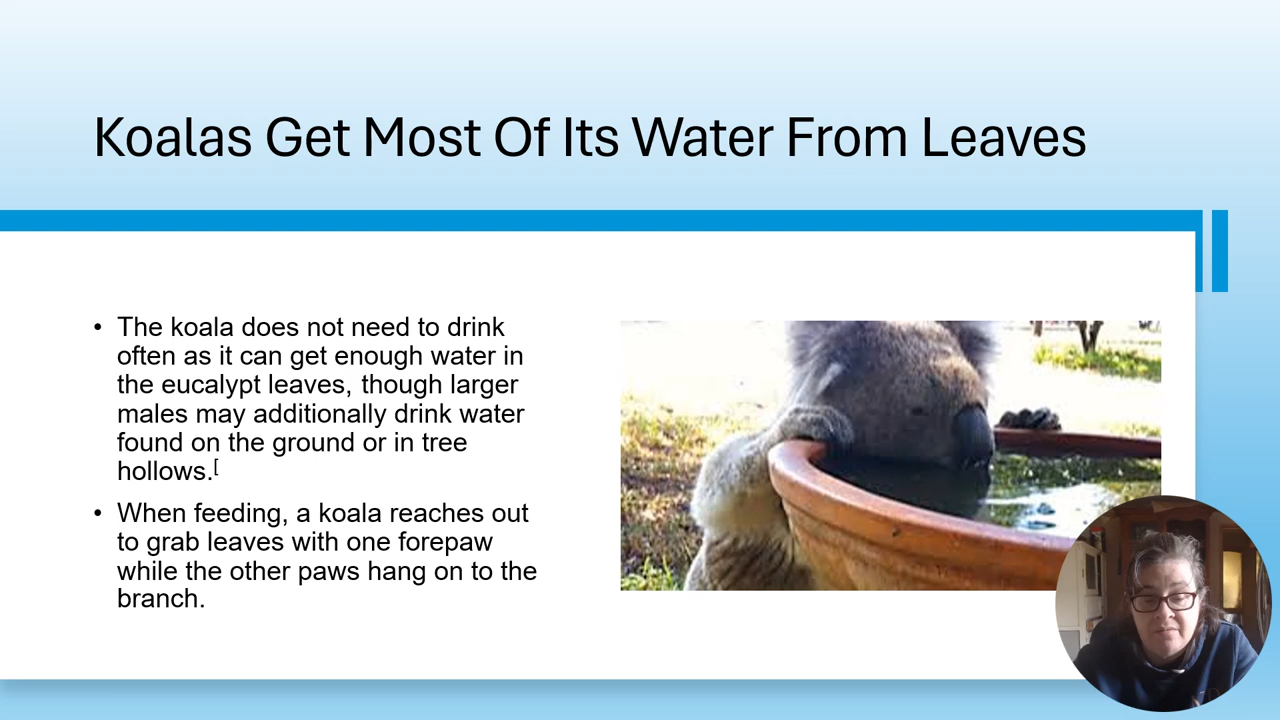 Koalas Get Most Of Its Water From Leaves
• The koala does not need to drink
often as it can get enough water in
the eucalypt leaves, though larger
males may additionally drink water
found on the ground or in tree
hollows.[
• When feeding, a koala reaches out
to grab leaves with one forepaw
while the other paws hang on to the
branch.